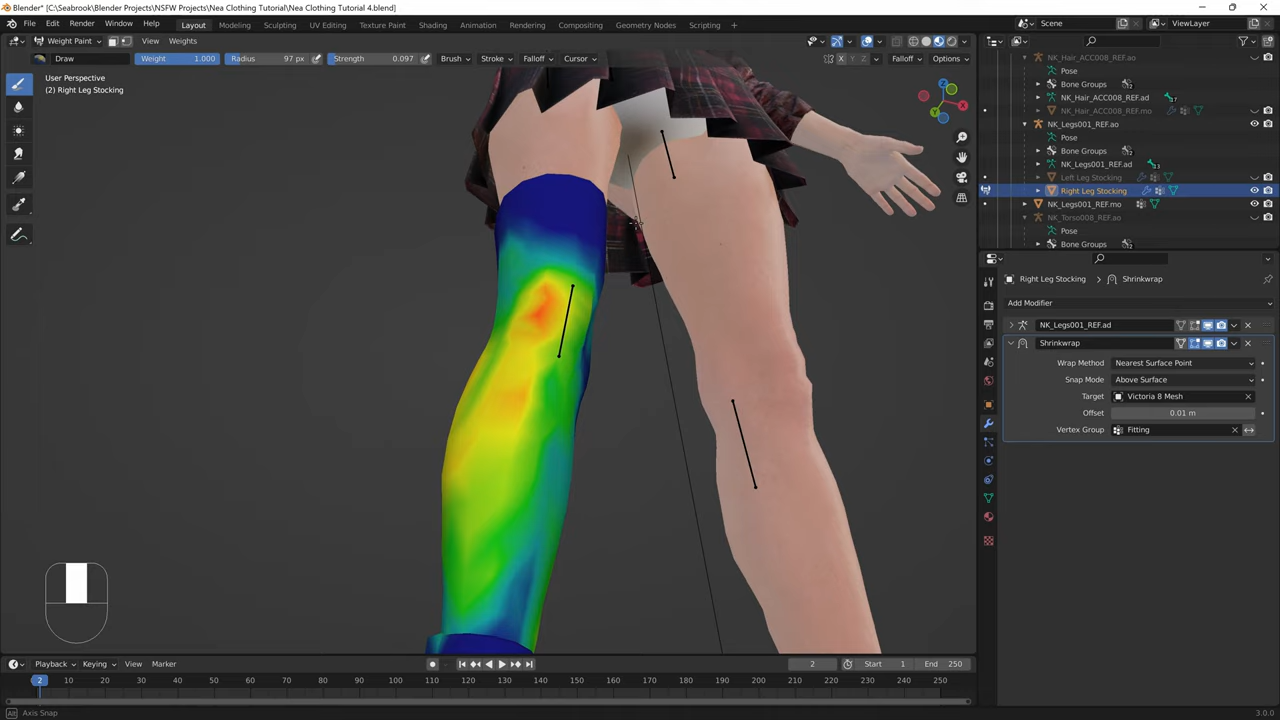 Blender* [C:\Seabrook\Blender Projects\NSFW Projects\Nea Clothing Tutorial\Nea Clothing Tutorial 4.blend]
File Edit Render Window Help Layout Modeling Sculpting UV Editing Texture Paint Shading Animation Rendering Compositing Geometry Nodes Scripting Scene ViewLayer
Weight Paint View Weights
Draw Weight 1.000 Radius 97 px Strength 0.097 Brush Stroke Falloff Cursor X Y Z Falloff Options
User Perspective
(2) Right Leg Stocking
X
Y
Z
NK_Hair_ACC008_REF.ao
Pose
Bone Groups
NK_Hair_ACC008_REF.ad
NK_Hair_ACC008_REF.mo
NK_Legs001_REF.ao
Pose
Bone Groups
NK_Legs001_REF.ad
Left Leg Stocking
Right Leg Stocking
NK_Legs001_REF.mo
NK_Torso008_REF.ao
Pose
Bone Groups
Right Leg Stocking Shrinkwrap
Add Modifier
NK_Legs001_REF.ad
Shrinkwrap
Wrap Method Nearest Surface Point
Snap Mode Above Surface
Target Victoria 8 Mesh
Offset 0.01 m
Vertex Group Fitting
Playback Keying View Marker 2 Start 1 End 250
2 10 20 30 40 50 60 70 80 90 100 110 120 130 140 150 160 170 180 190 200 210 220 230 240 250
Alt Axis Snap 3.0.0